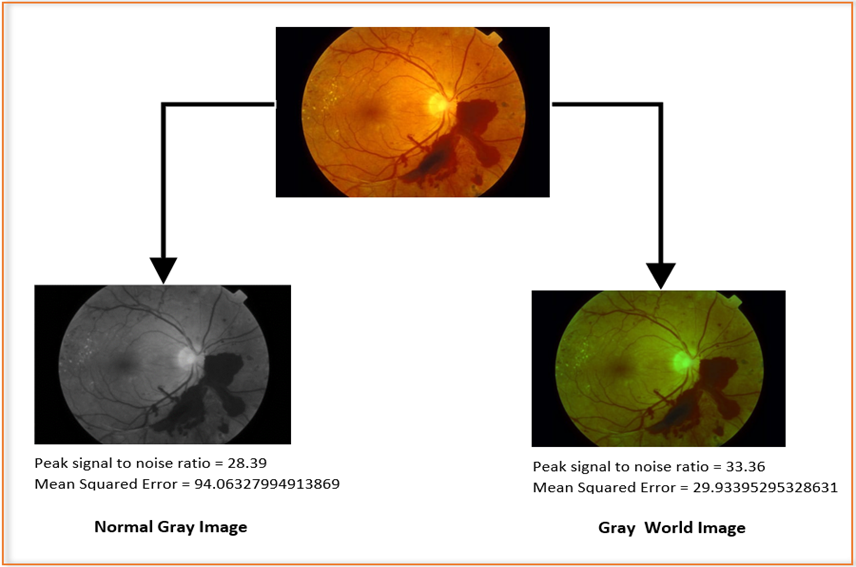 Peak signal to noise ratio = 28.39
Mean Squared Error = 94.06327994913869
Normal Gray Image
Peak signal to noise ratio = 33.36
Mean Squared Error = 29.93395295328631
Gray World Image